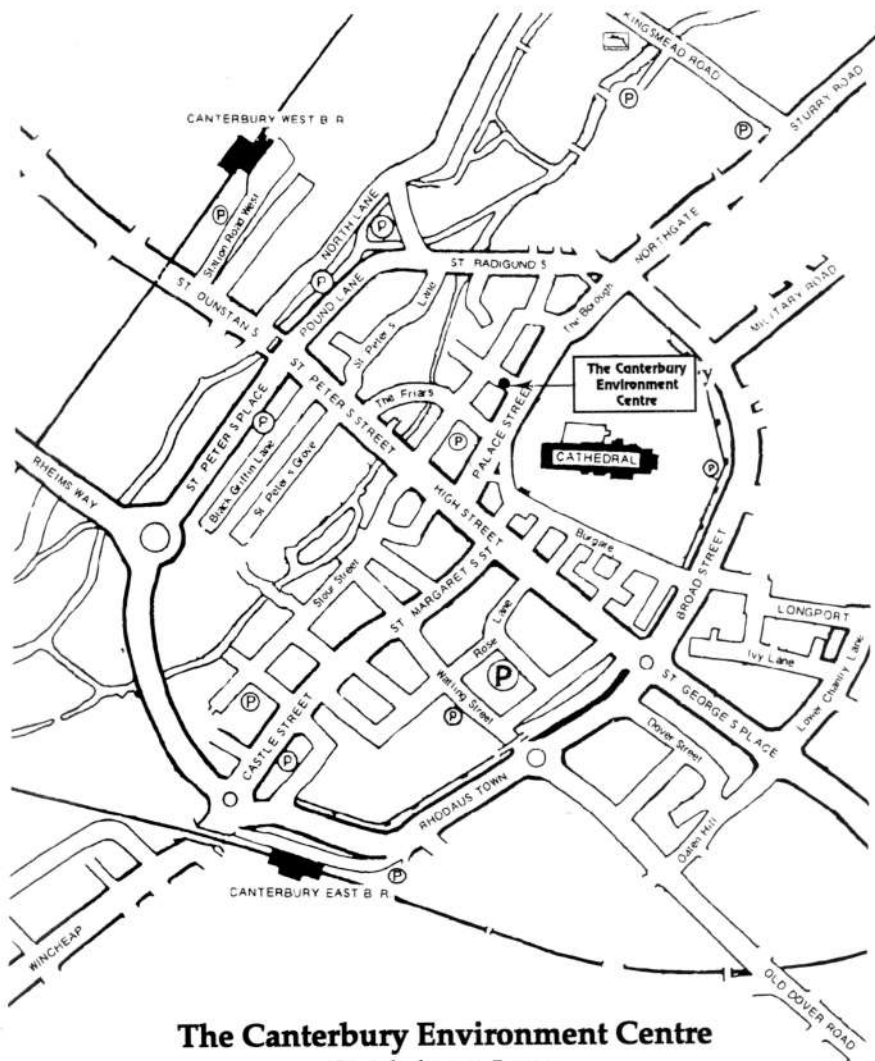 KINGSMEAD ROAD
STURRY ROAD
P
P
CANTERBURY WEST B R
P
Station Road West
NORTH LANE
P
P
POUND LANE
ST RADIGUND S
NORTHGATE
MILITARY ROAD
The Borough
ST DUNSTAN S
St Peter s Lane
ST PETER S STREET
The Friars
PALACE STREET
The Canterbury
Environment
Centre
CATHEDRAL
P
P
P
ST PETER S PLACE
Black Griffin Lane
St Peter s Grove
RHEIMS WAY
HIGH STREET
Burgate
BROAD STREET
Stour Street
ST MARGARET S ST
LONGPORT
Ivy Lane
Lower Chantry Lane
Rose Lane
P
Watling Street
P
ST GEORGE S PLACE
Dover Street
P
CASTLE STREET
P
RHODAUS TOWN
Oaten Hill
P
CANTERBURY EAST B R
WINCHEAP
OLD DOVER ROAD
The Canterbury Environment Centre